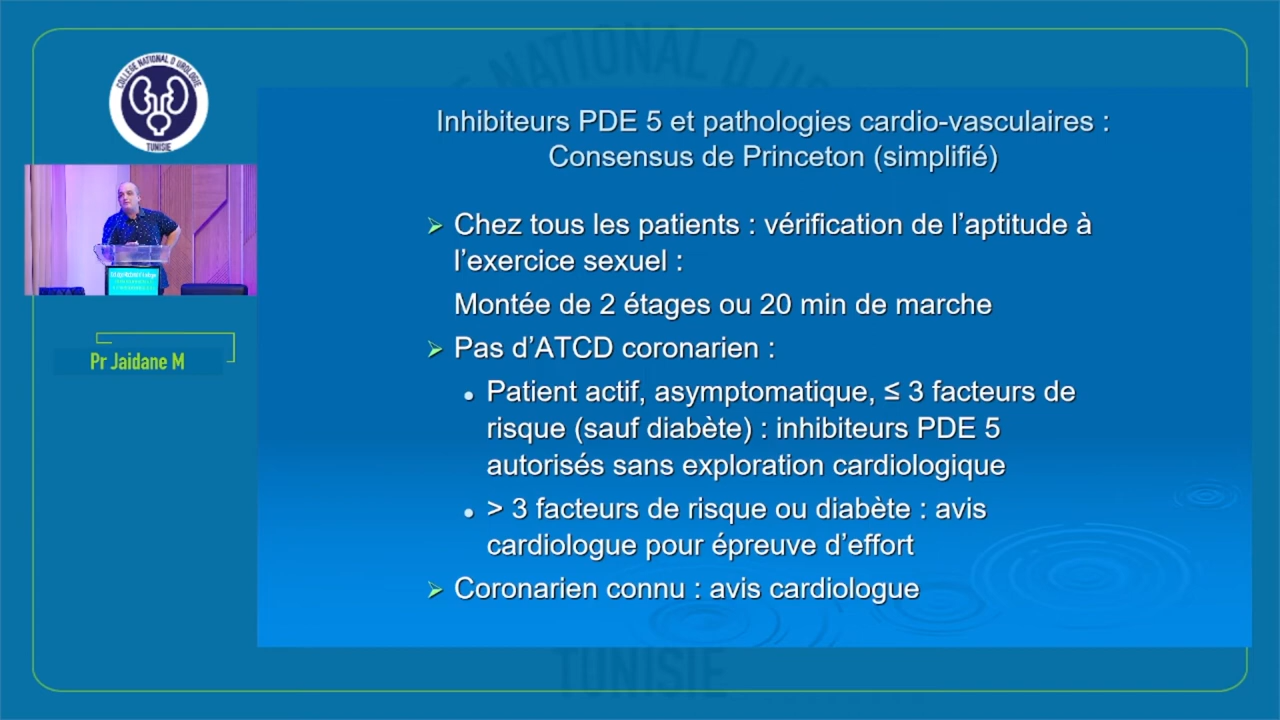 COLLÈGE NATIONAL D UROLOGIE
TUNISIE
Pr Jaidane M
NATIONAL D
Inhibiteurs PDE 5 et pathologies cardio-vasculaires :
Consensus de Princeton (simplifié)
Chez tous les patients : vérification de l’aptitude à
l’exercice sexuel :
Montée de 2 étages ou 20 min de marche
Pas d’ATCD coronarien :
Patient actif, asymptomatique, ≤ 3 facteurs de
risque (sauf diabète) : inhibiteurs PDE 5
autorisés sans exploration cardiologique
> 3 facteurs de risque ou diabète : avis
cardiologue pour épreuve d’effort
Coronarien connu : avis cardiologue
TUNISIE